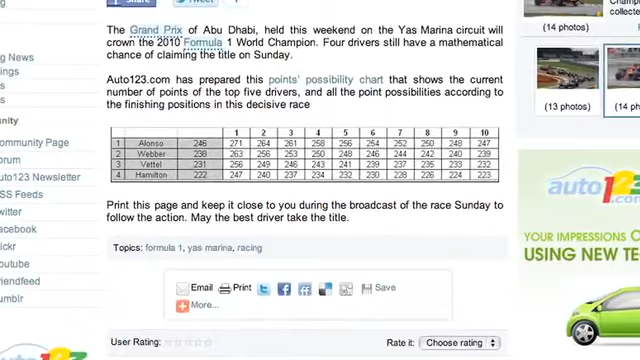 Share
Tweet
The Grand Prix of Abu Dhabi, held this weekend on the Yas Marina circuit will
crown the 2010 Formula 1 World Champion. Four drivers still have a mathematical
chance of claiming the title on Sunday.
Auto123.com has prepared this points' possibility chart that shows the current
number of points of the top five drivers, and all the point possibilities according to
the finishing positions in this decisive race
1 2 3 4 5 6 7 8 9 10
1 Alonso 246 271 264 261 258 256 254 252 250 248 247
2 Webber 238 263 256 253 250 248 246 244 242 240 239
3 Vettel 231 256 249 246 243 241 239 237 235 233 232
4 Hamilton 222 247 240 237 234 232 230 228 226 224 223
Print this page and keep it close to you during the broadcast of the race Sunday to
follow the action. May the best driver take the title.
Topics: formula 1, yas marina, racing
Email Print Save
More...
User Rating:
Rate it: Choose rating
ng News
unity
ommunity Page
orum
uto123 Newsletter
SS Feeds
witter
acebook
ickr
outube
riendfeed
umblr
auto123
collecte
(14 photos)
(13 photos)
(14 pho
auto123
.com
YOUR IMPRESSIONS O
USING NEW TE